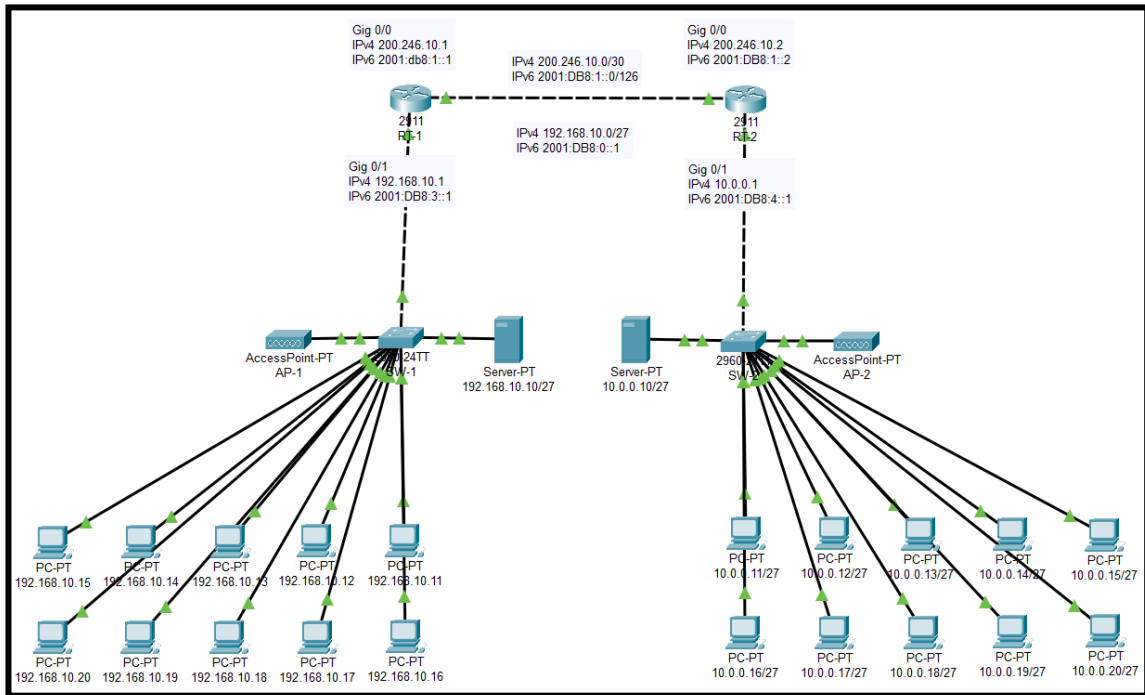 Gig 0/0
IPv4 200.246.10.1
IPv6 2001:db8:1::1
IPv4 200.246.10.0/30
IPv6 2001:DB8:1::0/126
Gig 0/0
IPv4 200.246.10.2
IPv6 2001:DB8:1::2
2911
RT-1
IPv4 192.168.10.0/27
IPv6 2001:DB8:0::1
2911
RT-2
Gig 0/1
IPv4 192.168.10.1
IPv6 2001:DB8:3::1
Gig 0/1
IPv4 10.0.0.1
IPv6 2001:DB8:4::1
AccessPoint-PT
AP-1
24TT
SW-1
Server-PT
192.168.10.10/27
Server-PT
10.0.0.10/27
2960
SW-2
AccessPoint-PT
AP-2
PC-PT
192.168.10.15
PC-PT
192.168.10.14
PC-PT
192.168.10.13
PC-PT
192.168.10.12
PC-PT
192.168.10.11
PC-PT
10.0.0.11/27
PC-PT
10.0.0.12/27
PC-PT
10.0.0.13/27
PC-PT
10.0.0.14/27
PC-PT
10.0.0.15/27
PC-PT
192.168.10.20
PC-PT
192.168.10.19
PC-PT
192.168.10.18
PC-PT
192.168.10.17
PC-PT
192.168.10.16
PC-PT
10.0.0.16/27
PC-PT
10.0.0.17/27
PC-PT
10.0.0.18/27
PC-PT
10.0.0.19/27
PC-PT
10.0.0.20/27